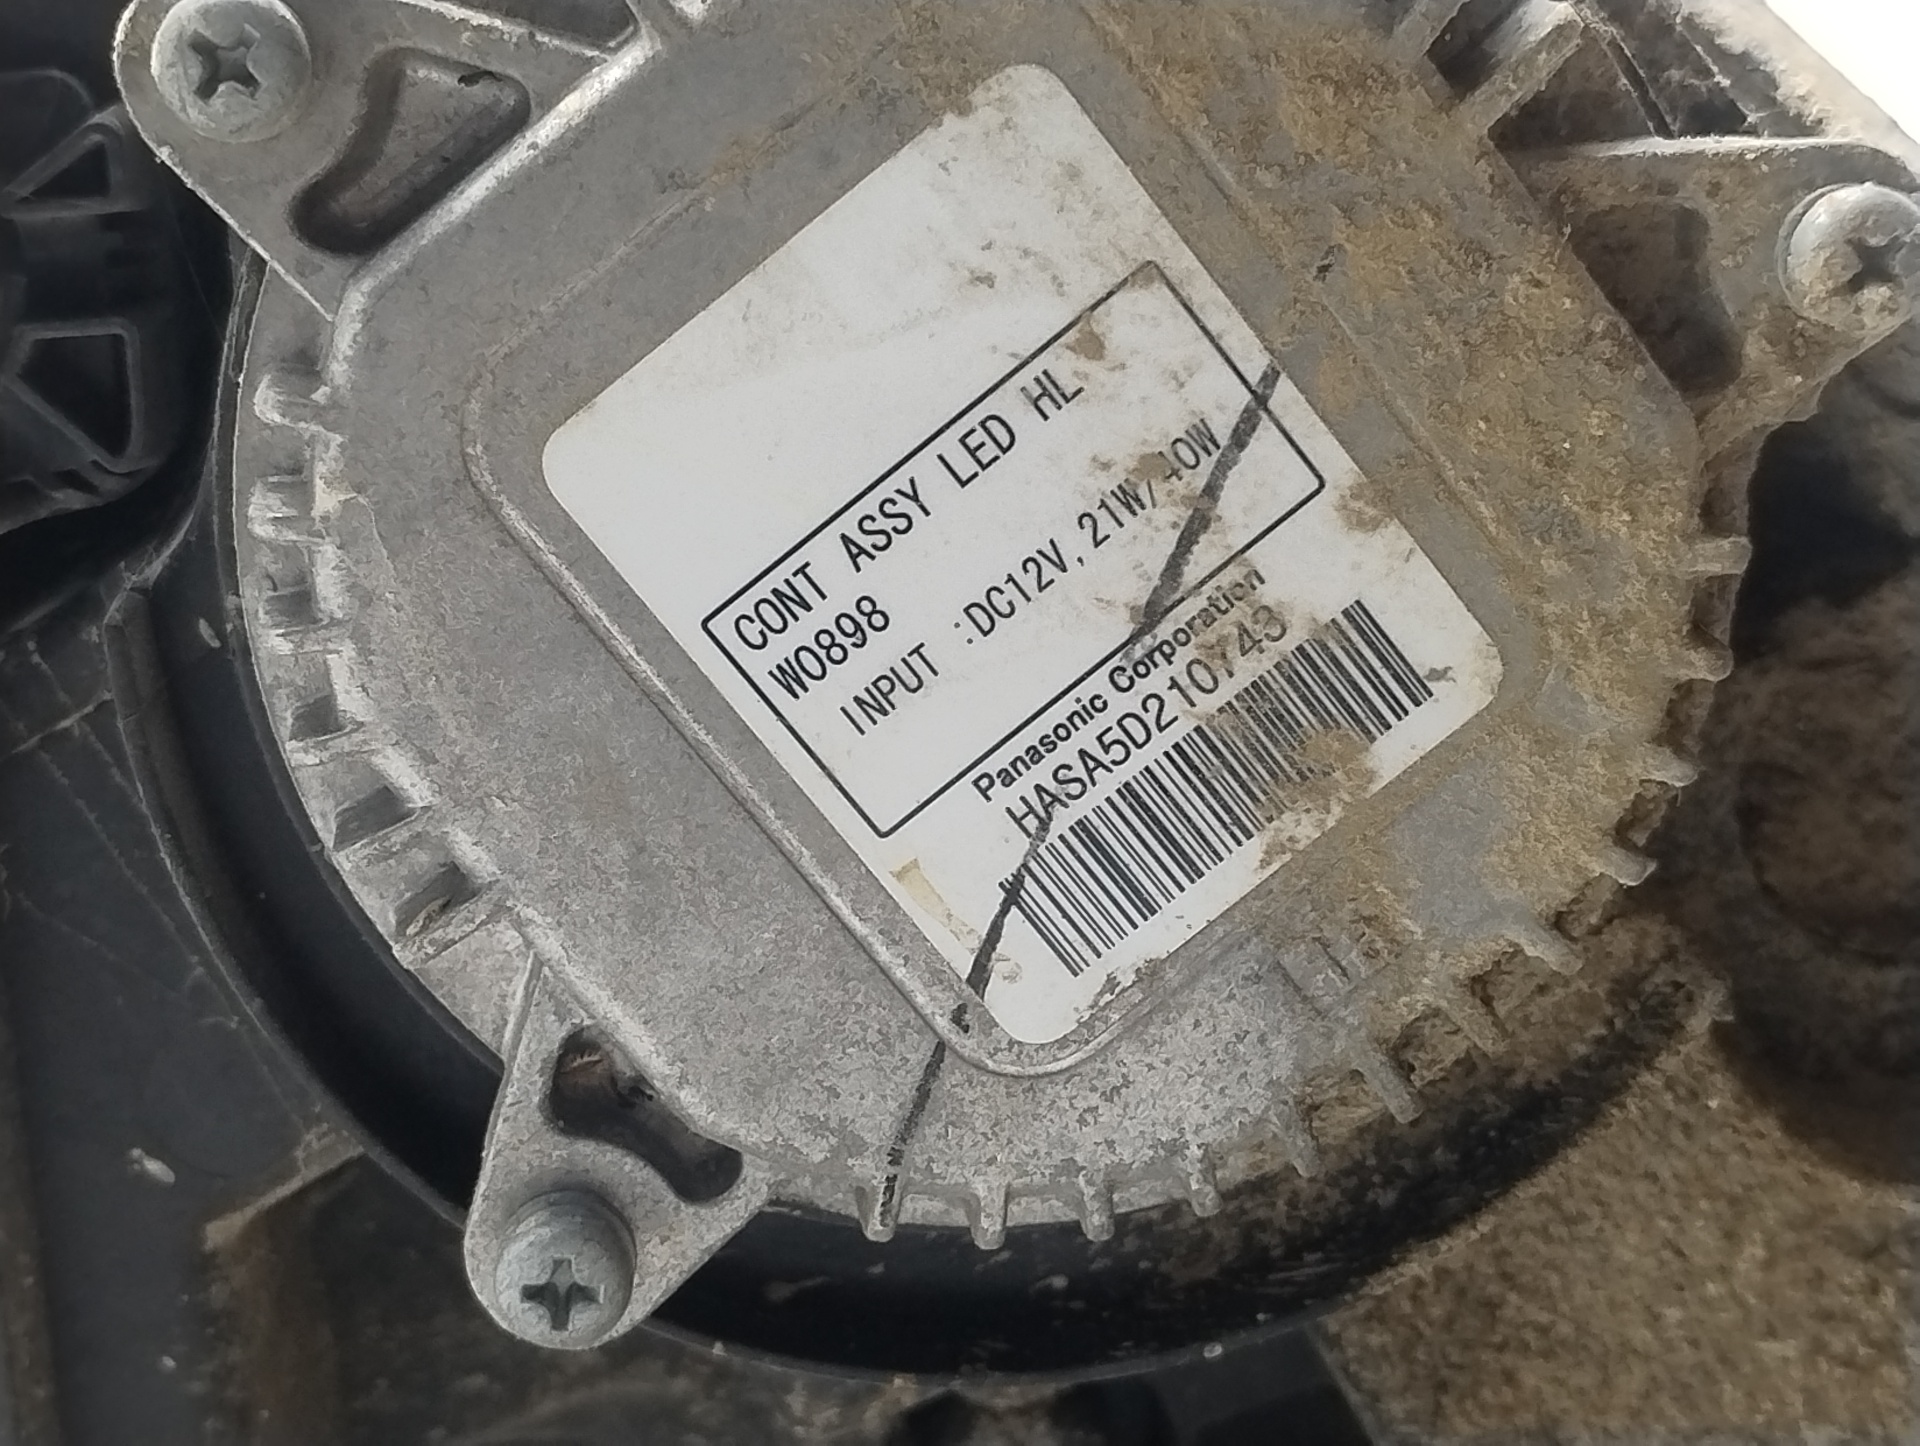 CONT ASSY LED HL
W0898
INPUT :DC12V, 21W/40W
Panasonic Corporation
HASA5D210743